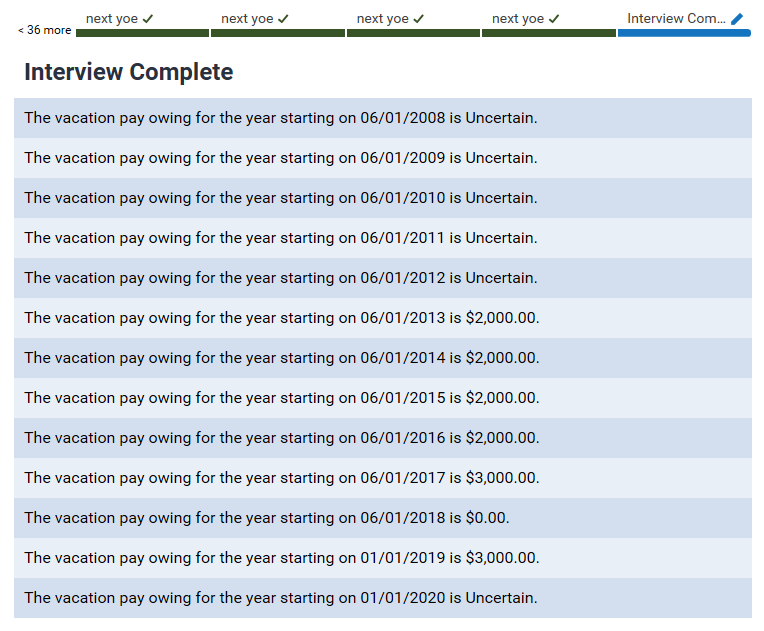 < 36 more
next yoe ✓
next yoe ✓
next yoe ✓
next yoe ✓
Interview Com...
Interview Complete
The vacation pay owing for the year starting on 06/01/2008 is Uncertain.
The vacation pay owing for the year starting on 06/01/2009 is Uncertain.
The vacation pay owing for the year starting on 06/01/2010 is Uncertain.
The vacation pay owing for the year starting on 06/01/2011 is Uncertain.
The vacation pay owing for the year starting on 06/01/2012 is Uncertain.
The vacation pay owing for the year starting on 06/01/2013 is $2,000.00.
The vacation pay owing for the year starting on 06/01/2014 is $2,000.00.
The vacation pay owing for the year starting on 06/01/2015 is $2,000.00.
The vacation pay owing for the year starting on 06/01/2016 is $2,000.00.
The vacation pay owing for the year starting on 06/01/2017 is $3,000.00.
The vacation pay owing for the year starting on 06/01/2018 is $0.00.
The vacation pay owing for the year starting on 01/01/2019 is $3,000.00.
The vacation pay owing for the year starting on 01/01/2020 is Uncertain.